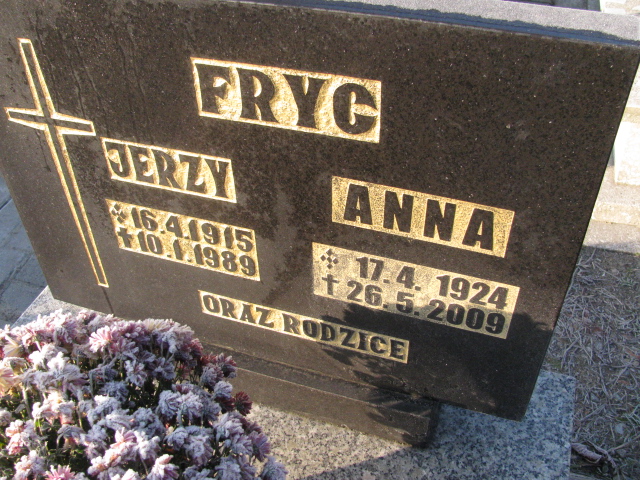 FRYC
JERZY
16.4.1915
† 10.1.1989
ANNA
17.4. 1924
† 26.5.2009
ORAZ RODZICE